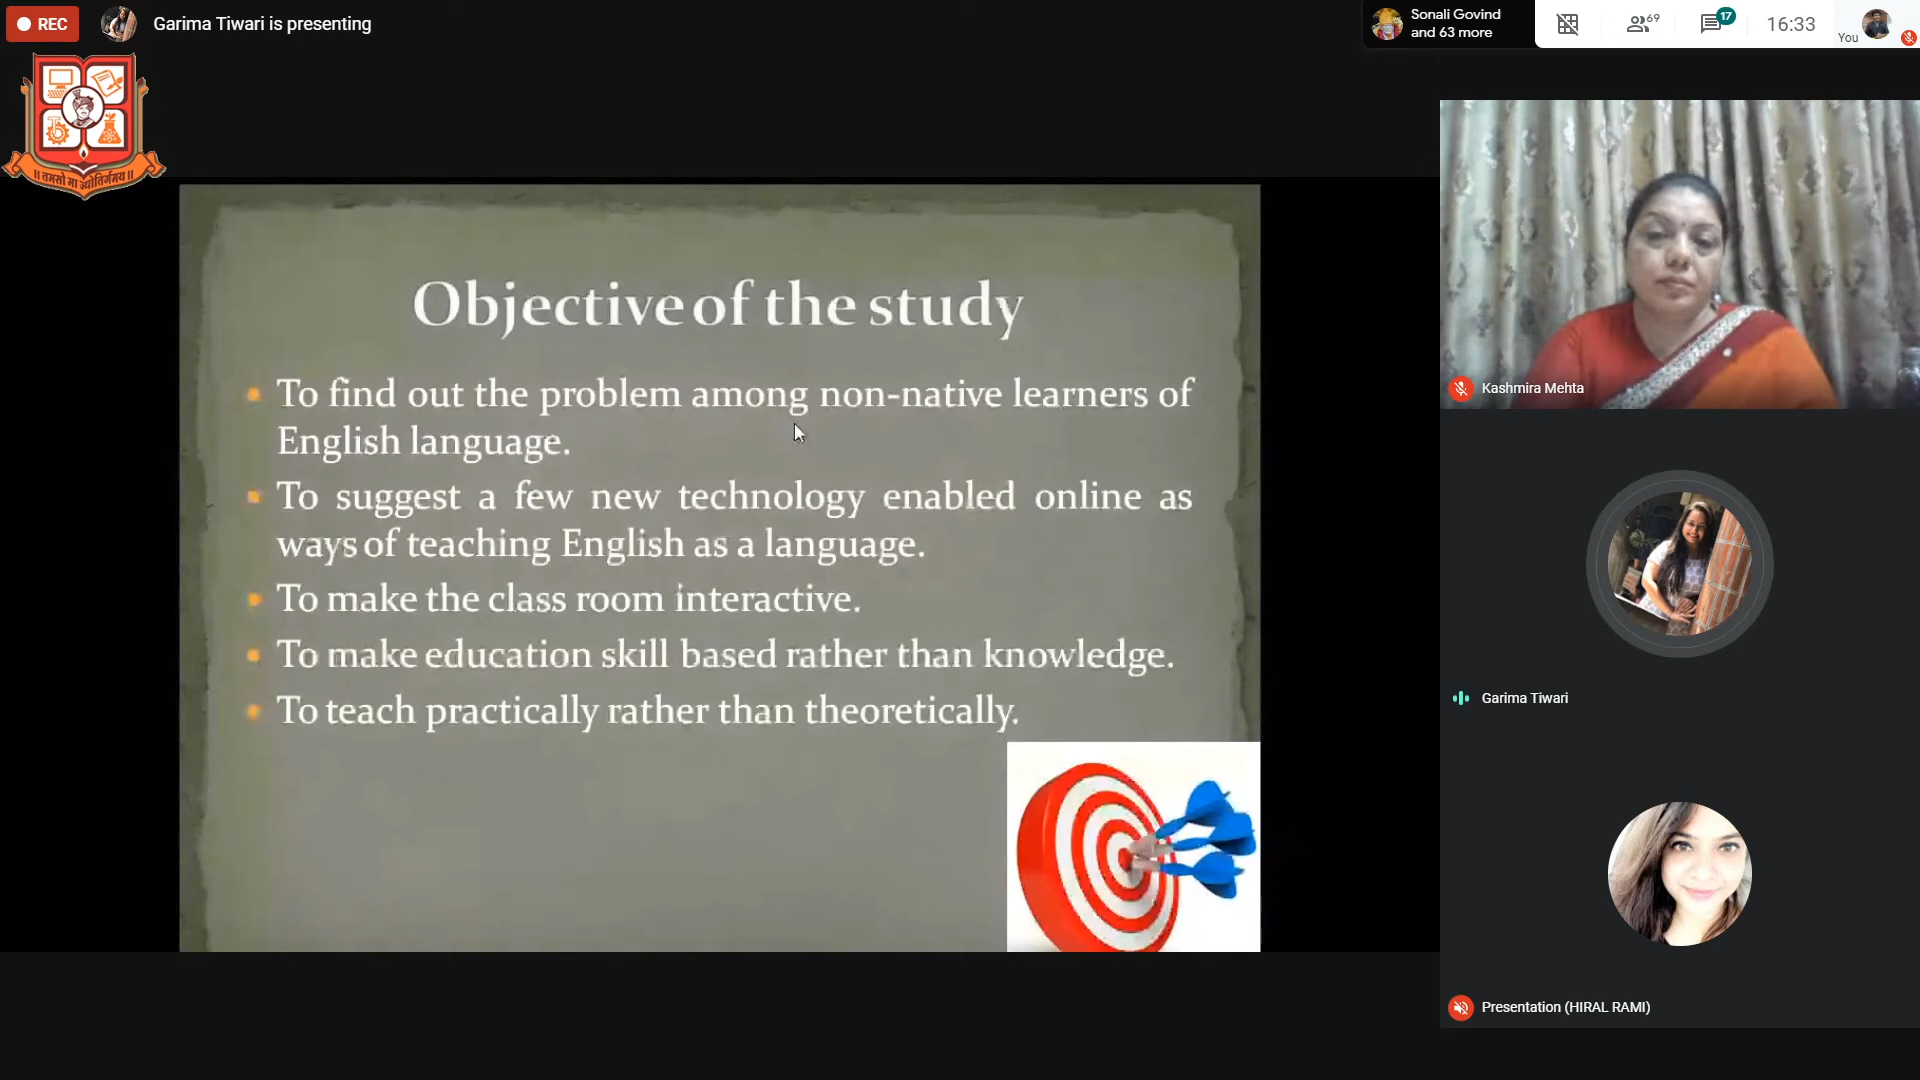 REC
Garima Tiwari is presenting
Sonali Govind
and 63 more
69
17
16:33
You
॥ तमसो मा ज्योतिर्गमय ॥
Objective of the study
To find out the problem among non-native learners of
English language.
To suggest a few new technology enabled online as
ways of teaching English as a language.
To make the class room interactive.
To make education skill based rather than knowledge.
To teach practically rather than theoretically.
Kashmira Mehta
Garima Tiwari
Presentation (HIRAL RAMI)